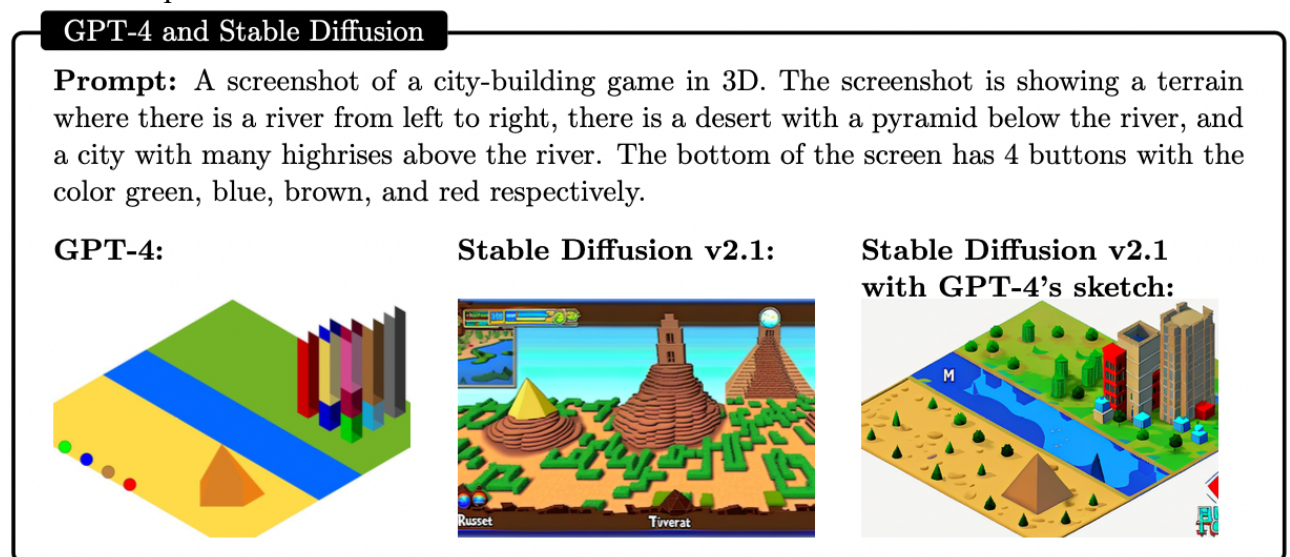 GPT-4 and Stable Diffusion
Prompt: A screenshot of a city-building game in 3D. The screenshot is showing a terrain
where there is a river from left to right, there is a desert with a pyramid below the river, and
a city with many highrises above the river. The bottom of the screen has 4 buttons with the
color green, blue, brown, and red respectively.
GPT-4:
Stable Diffusion v2.1:
Stable Diffusion v2.1
with GPT-4's sketch:
M
Russet
Tüverat